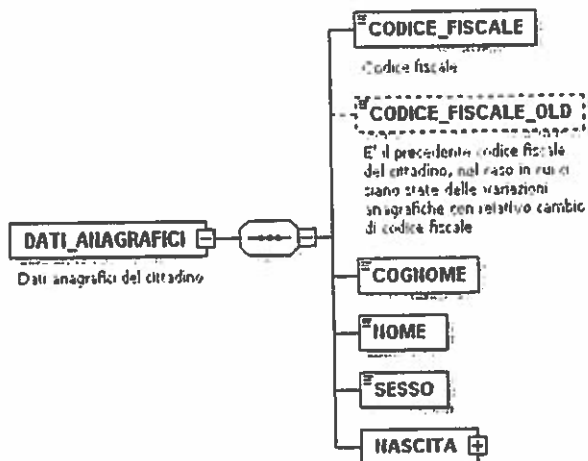 CODICE_FISCALE
Codice fiscale
CODICE_FISCALE_OLD
E' il precedente codice fiscale
del cittadino, nel caso in cui ci
siano state delle variazioni
anagrafiche con relativo cambio
di codice fiscale
DATI_ANAGRAFICI
Dati anagrafici del cittadino
COGNOME
NOME
SESSO
NASCITA